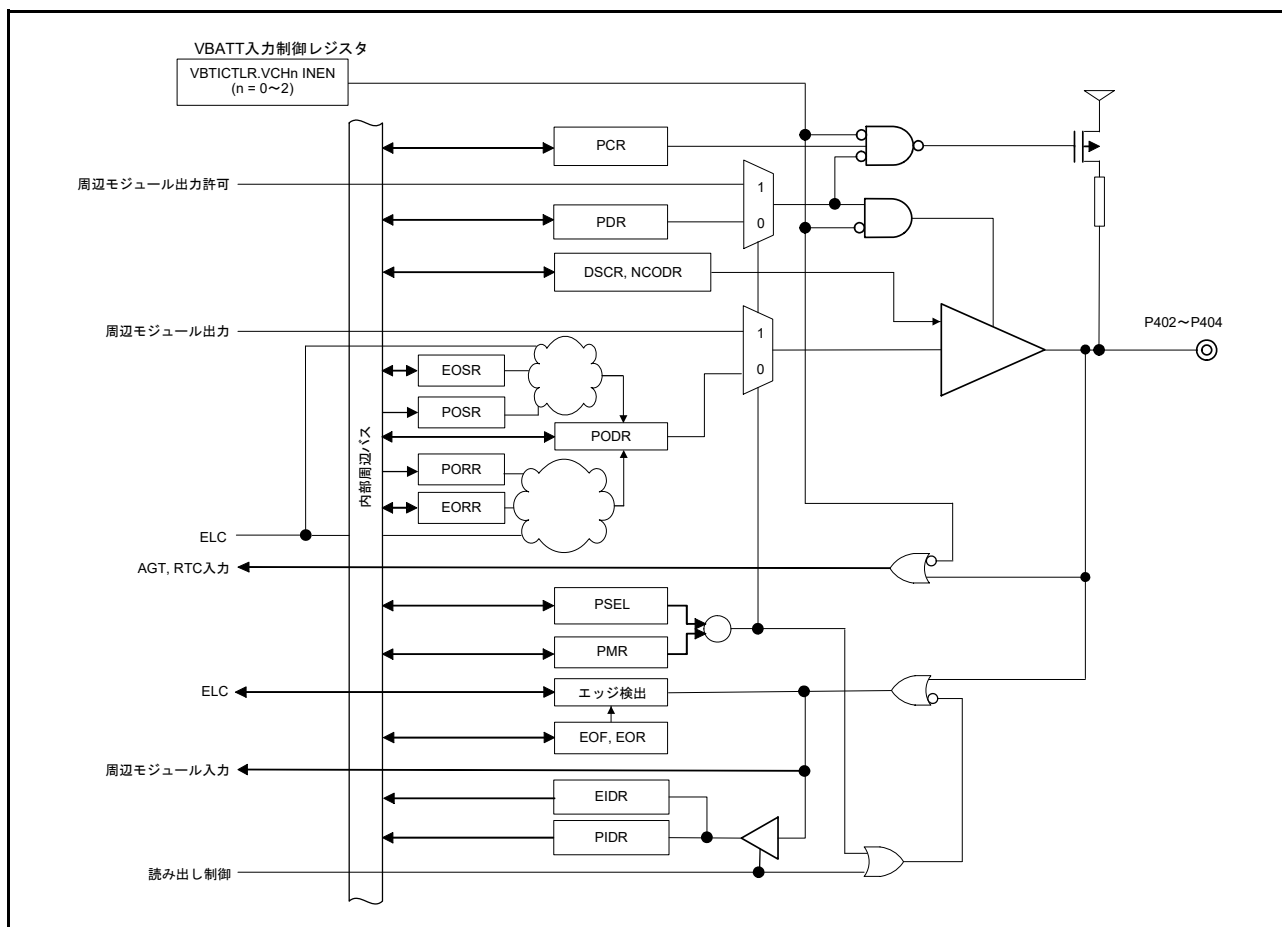 VBATT入力制御レジスタ
VBTICTLR.VCHn INEN
(n = 0～2)
PCR
周辺モジュール出力許可
1
0
PDR
DSCR, NCODR
周辺モジュール出力
1
0
P402～P404
EOSR
POSR
PODR
PORR
EORR
内部周辺バス
ELC
AGT, RTC入力
PSEL
PMR
ELC
エッジ検出
EOF, EOR
周辺モジュール入力
EIDR
PIDR
読み出し制御